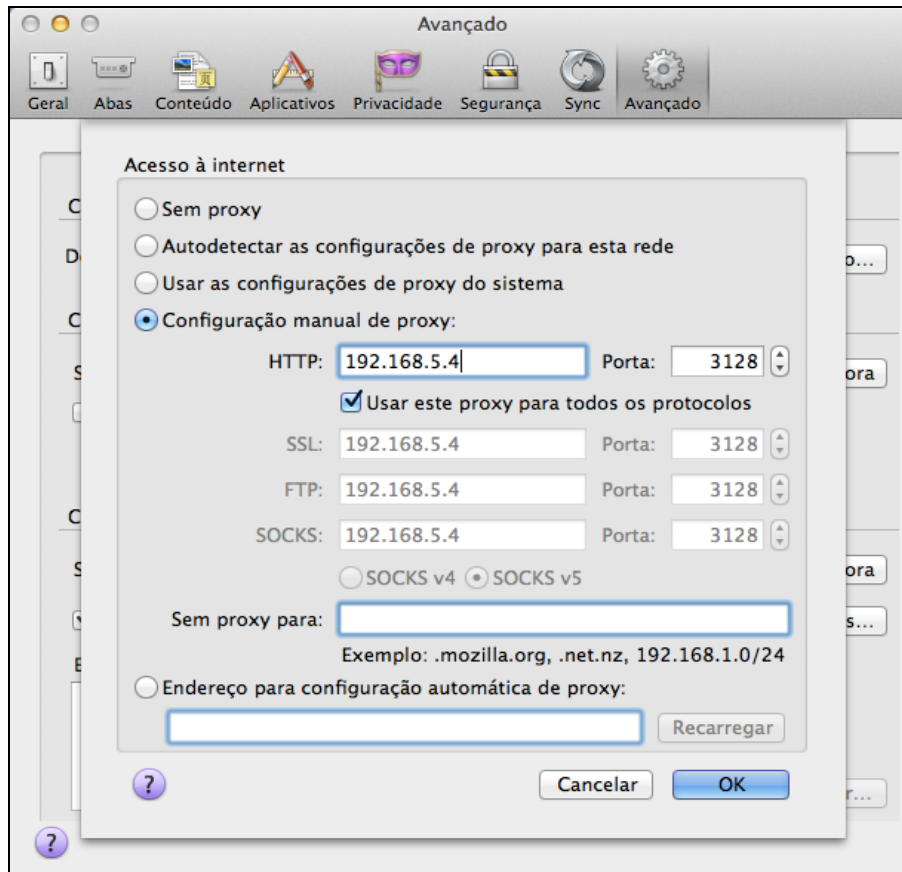 Avançado
Geral Abas Conteúdo Aplicativos Privacidade Segurança Sync Avançado
Acesso à internet
Sem proxy
Autodetectar as configurações de proxy para esta rede
Usar as configurações de proxy do sistema
Configuração manual de proxy:
HTTP: 192.168.5.4 Porta: 3128
Usar este proxy para todos os protocolos
SSL: 192.168.5.4 Porta: 3128
FTP: 192.168.5.4 Porta: 3128
SOCKS: 192.168.5.4 Porta: 3128
SOCKS v4 SOCKS v5
Sem proxy para:
Exemplo: .mozilla.org, .net.nz, 192.168.1.0/24
Endereço para configuração automática de proxy:
Recarregar
? Cancelar OK
?